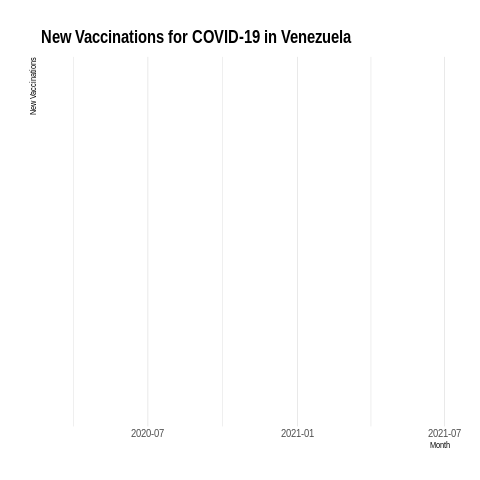 New Vaccinations for COVID-19 in Venezuela
New Vaccinations
2020-07
2021-01
2021-07
Month